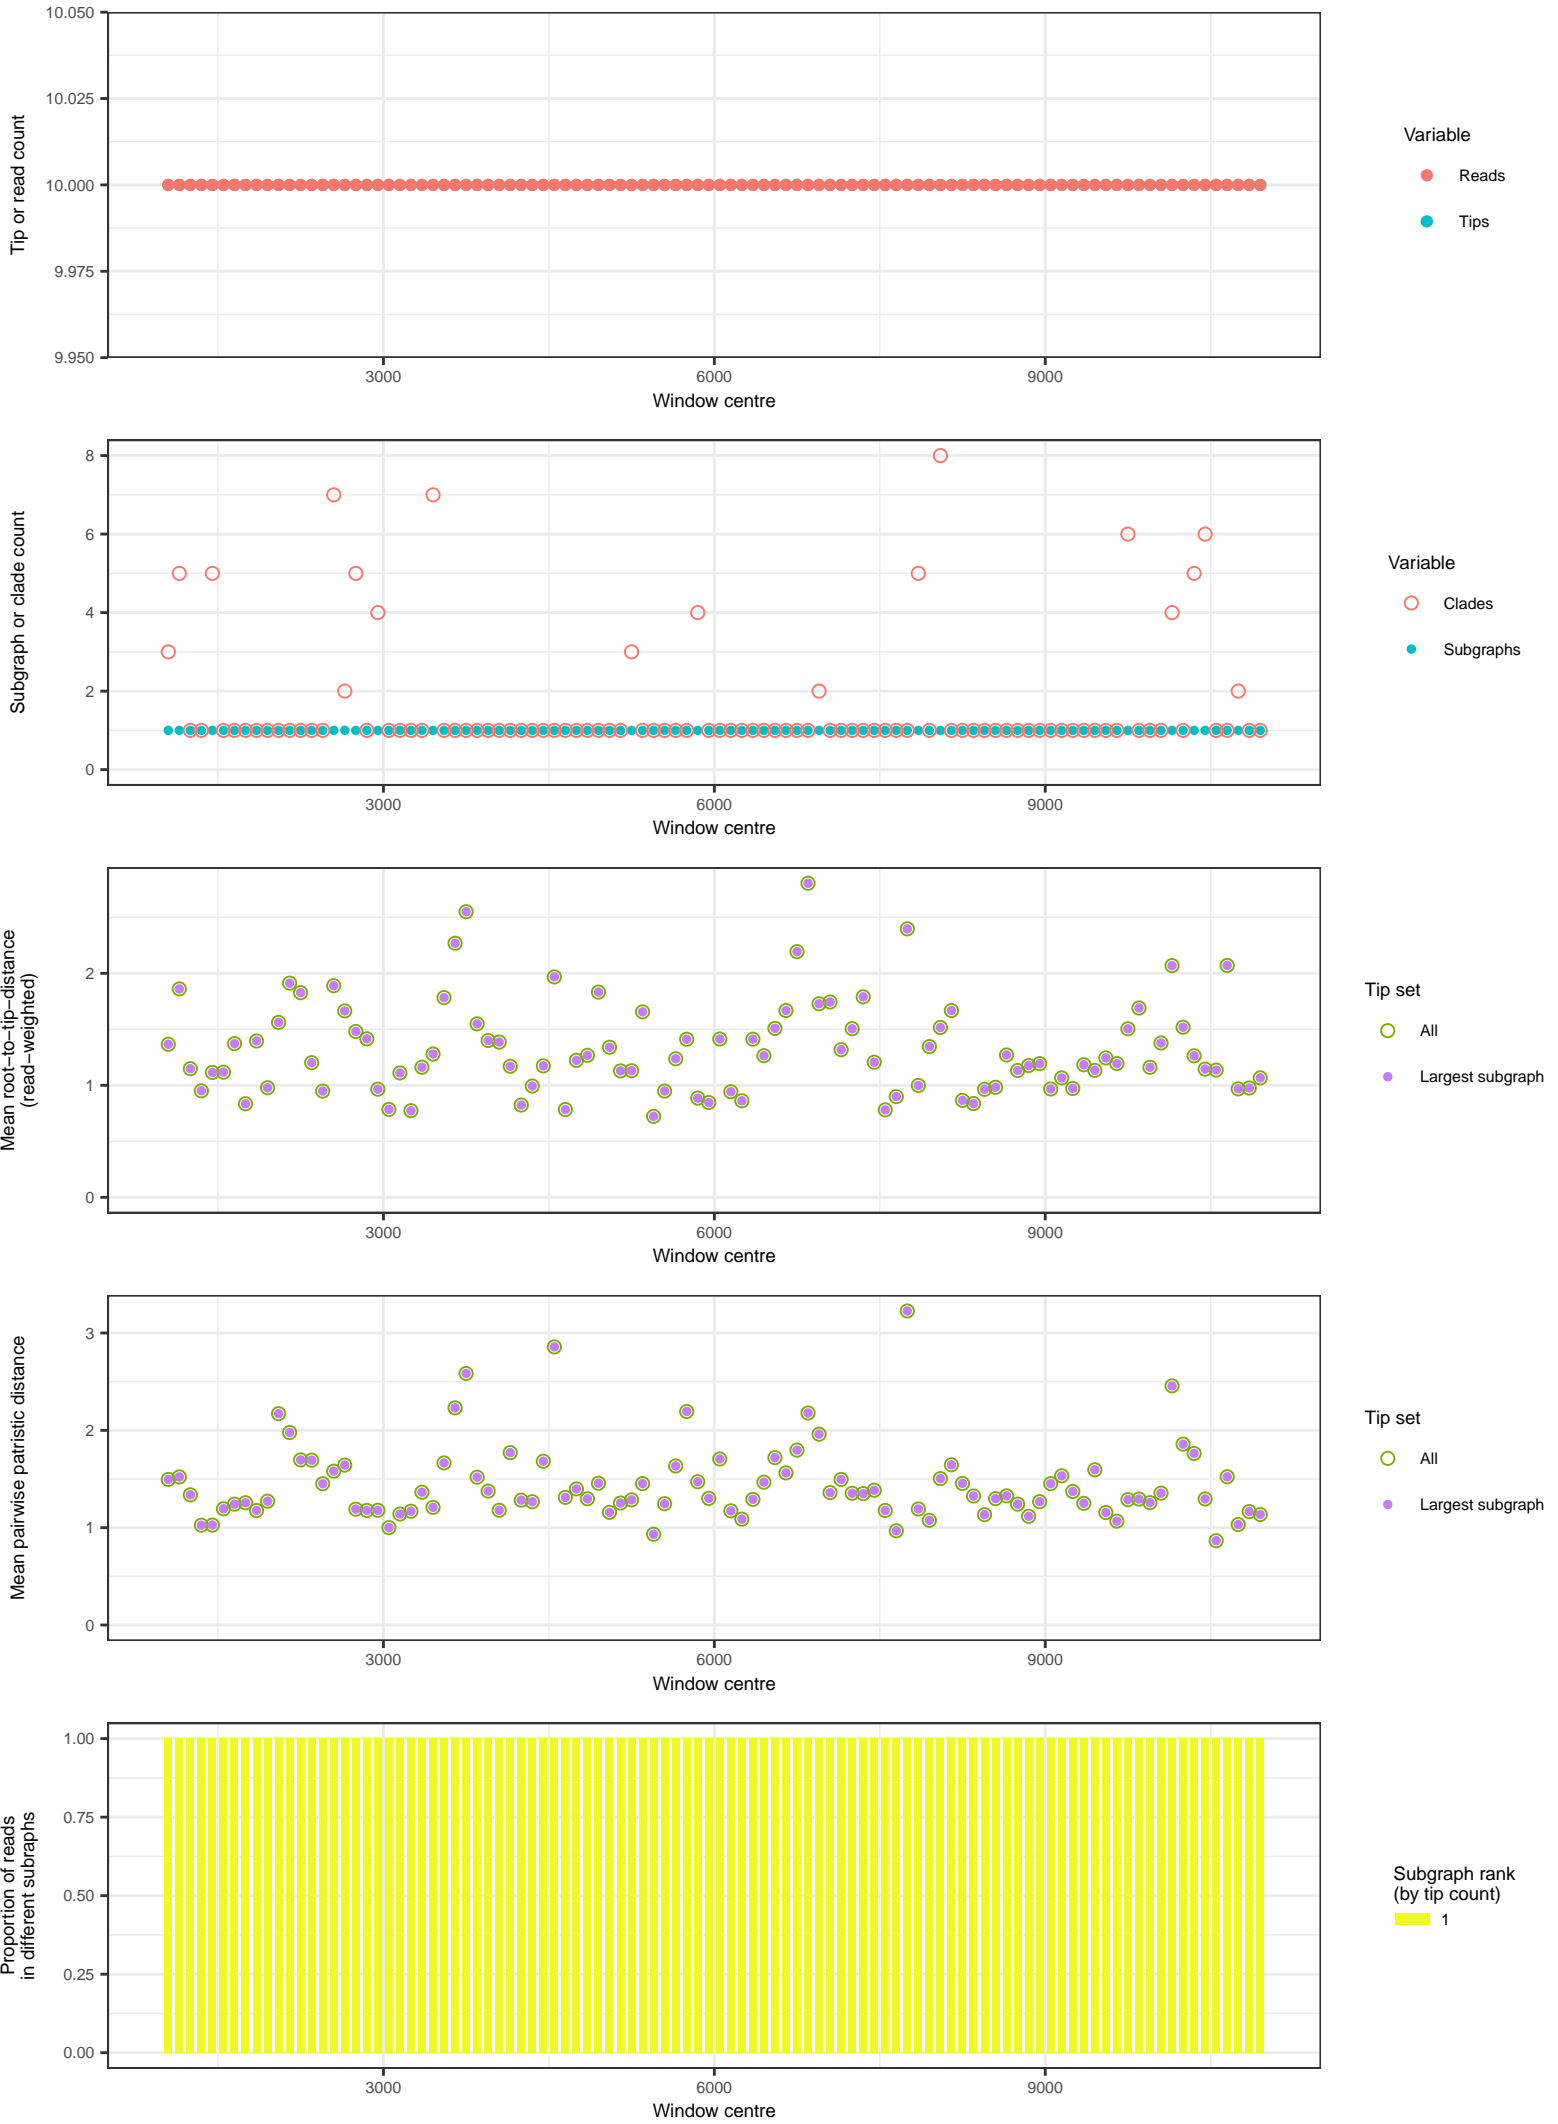 10.050
10.025
10.000
9.975
9.950
Tip or read count
3000
6000
9000
Window centre
Variable
Reads
Tips
8
6
4
2
0
Subgraph or clade count
3000
6000
9000
Window centre
Variable
Clades
Subgraphs
2
1
0
Mean root−to−tip−distance
(read−weighted)
3000
6000
9000
Window centre
Tip set
All
Largest subgraph
3
2
1
0
Mean pairwise patristic distance
3000
6000
9000
Window centre
Tip set
All
Largest subgraph
1.00
0.75
0.50
0.25
0.00
Proportion of reads
in different subraphs
3000
6000
9000
Window centre
Subgraph rank
(by tip count)
1